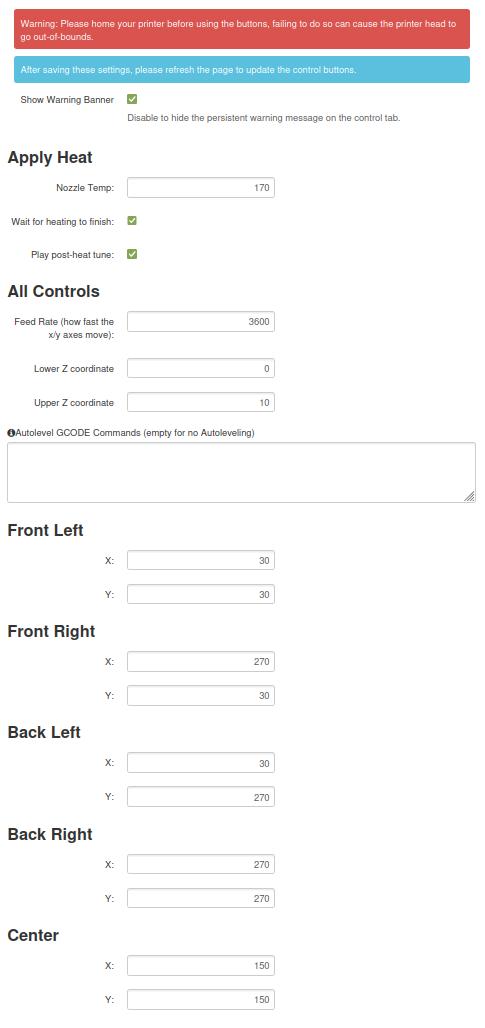 Warning: Please home your printer before using the buttons, failing to do so can cause the printer head to
go out-of-bounds.
After saving these settings, please refresh the page to update the control buttons.
Show Warning Banner
Disable to hide the persistent warning message on the control tab.
Apply Heat
Nozzle Temp: 170
Wait for heating to finish:
Play post-heat tune:
All Controls
Feed Rate (how fast the 3600
x/y axes move):
Lower Z coordinate 0
Upper Z coordinate 10
Autolevel GCODE Commands (empty for no Autoleveling)
Front Left
X: 30
Y: 30
Front Right
X: 270
Y: 30
Back Left
X: 30
Y: 270
Back Right
X: 270
Y: 270
Center
X: 150
Y: 150